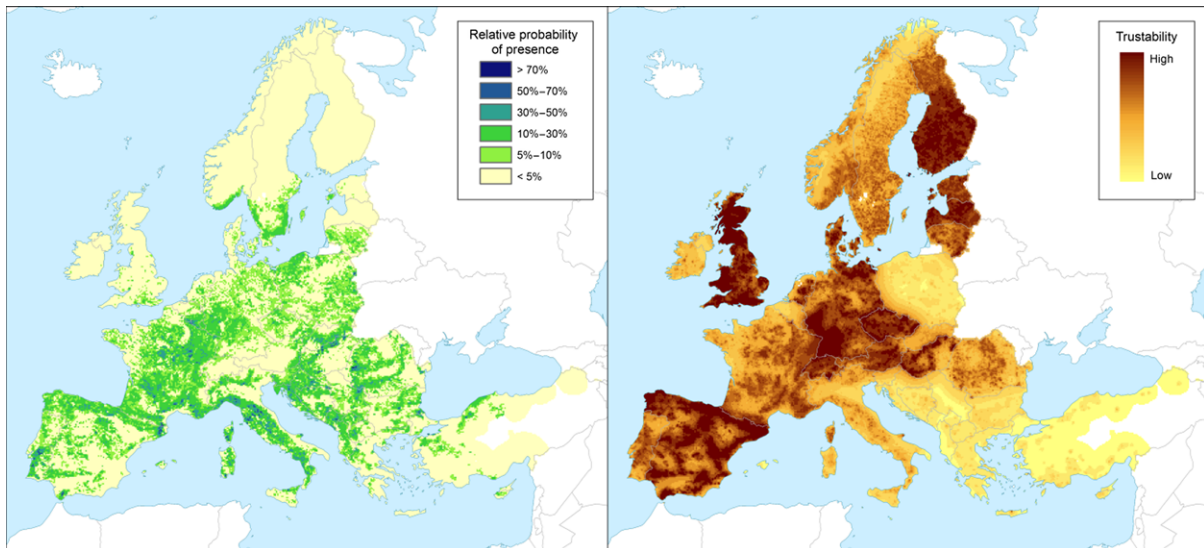 Relative probability
of presence
> 70%
50%–70%
30%–50%
10%–30%
5%–10%
< 5%
Trustability
High
Low